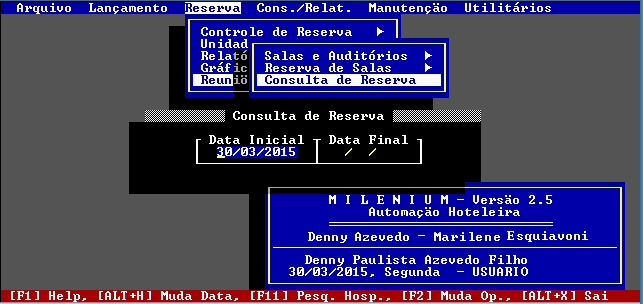 Arquivo Lançamento Reserva Cons./Relat. Manutenção Utilitários
Controle de Reserva
Unidad
Relató
Gráfic
Reuniõ
Salas e Auditórios
Reserva de Salas
Consulta de Reserva
Consulta de Reserva
Data Inicial Data Final
30/03/2015 / /
MILENIUM - Versão 2.5
Automação Hoteleira
Denny Azevedo - Marilene Esquiavoni
Denny Paulista Azevedo Filho
30/03/2015, Segunda - USUARIO
[F1] Help, [ALT+H] Muda Data, [F11] Pesq. Hosp., [F2] Muda Op., [ALT+X] Sai